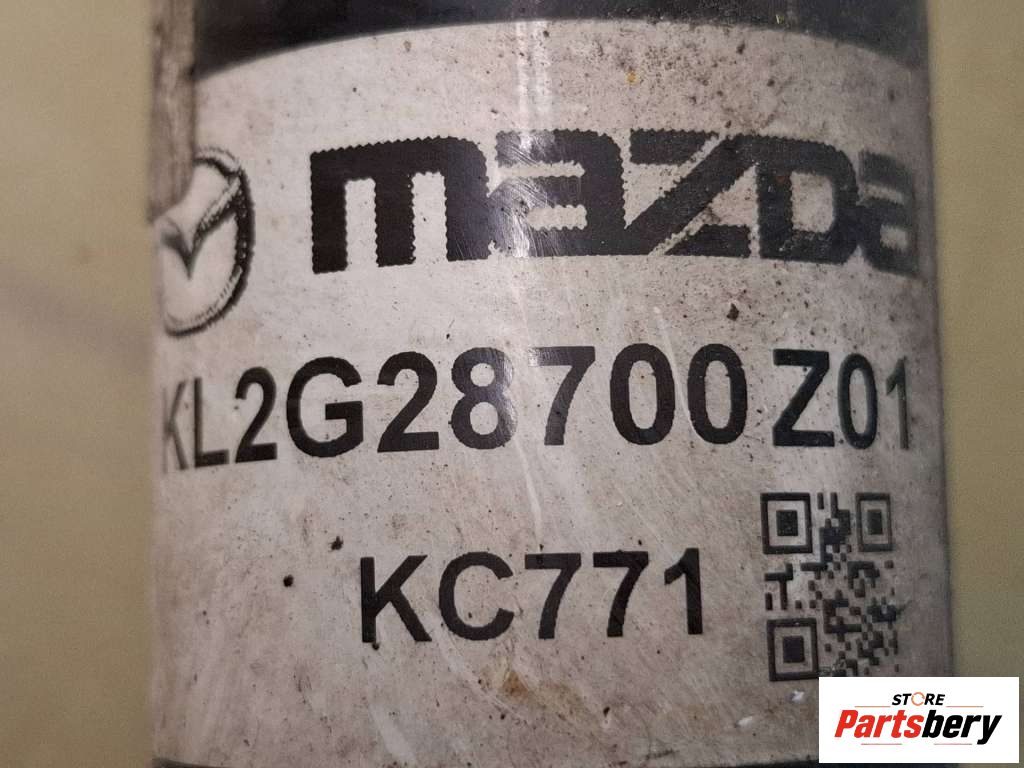 mazda
KL2G28700Z01
KC771
STORE
Partsbery